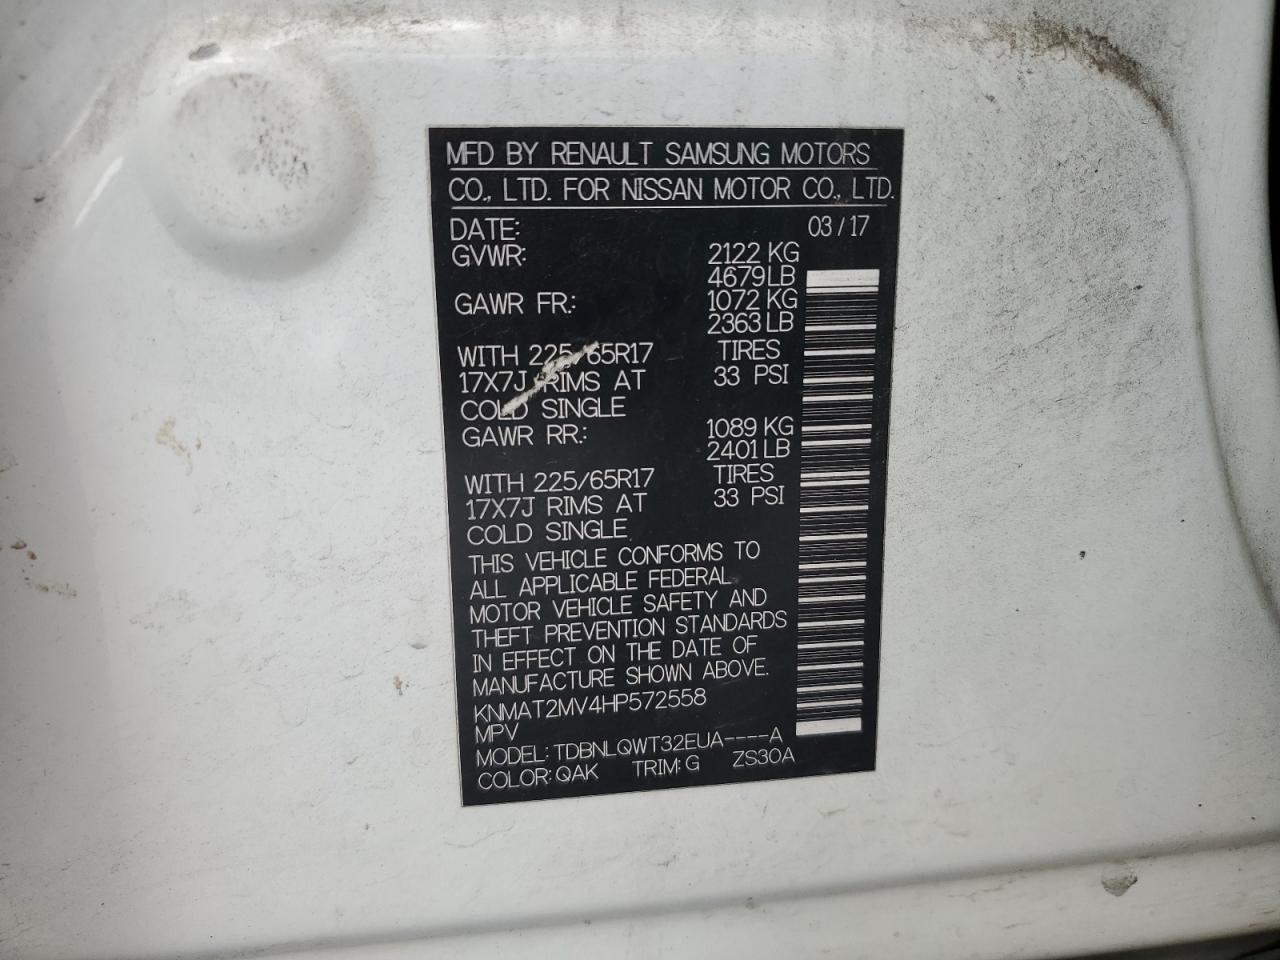 MFD BY RENAULT SAMSUNG MOTORS
CO., LTD. FOR NISSAN MOTOR CO., LTD.
DATE: 03/17
GVWR: 2122 KG
4679 LB
GAWR FR.: 1072 KG
2363 LB
WITH 225/65R17 TIRES
17X7J RIMS AT 33 PSI
COLD SINGLE
GAWR RR.: 1089 KG
2401 LB
WITH 225/65R17 TIRES
17X7J RIMS AT 33 PSI
COLD SINGLE
THIS VEHICLE CONFORMS TO
ALL APPLICABLE FEDERAL
MOTOR VEHICLE SAFETY AND
THEFT PREVENTION STANDARDS
IN EFFECT ON THE DATE OF
MANUFACTURE SHOWN ABOVE.
KNMAT2MV4HP572558
MPV
MODEL: TDBNLQWT32EUA----A
COLOR: QAK TRIM: G ZS30A